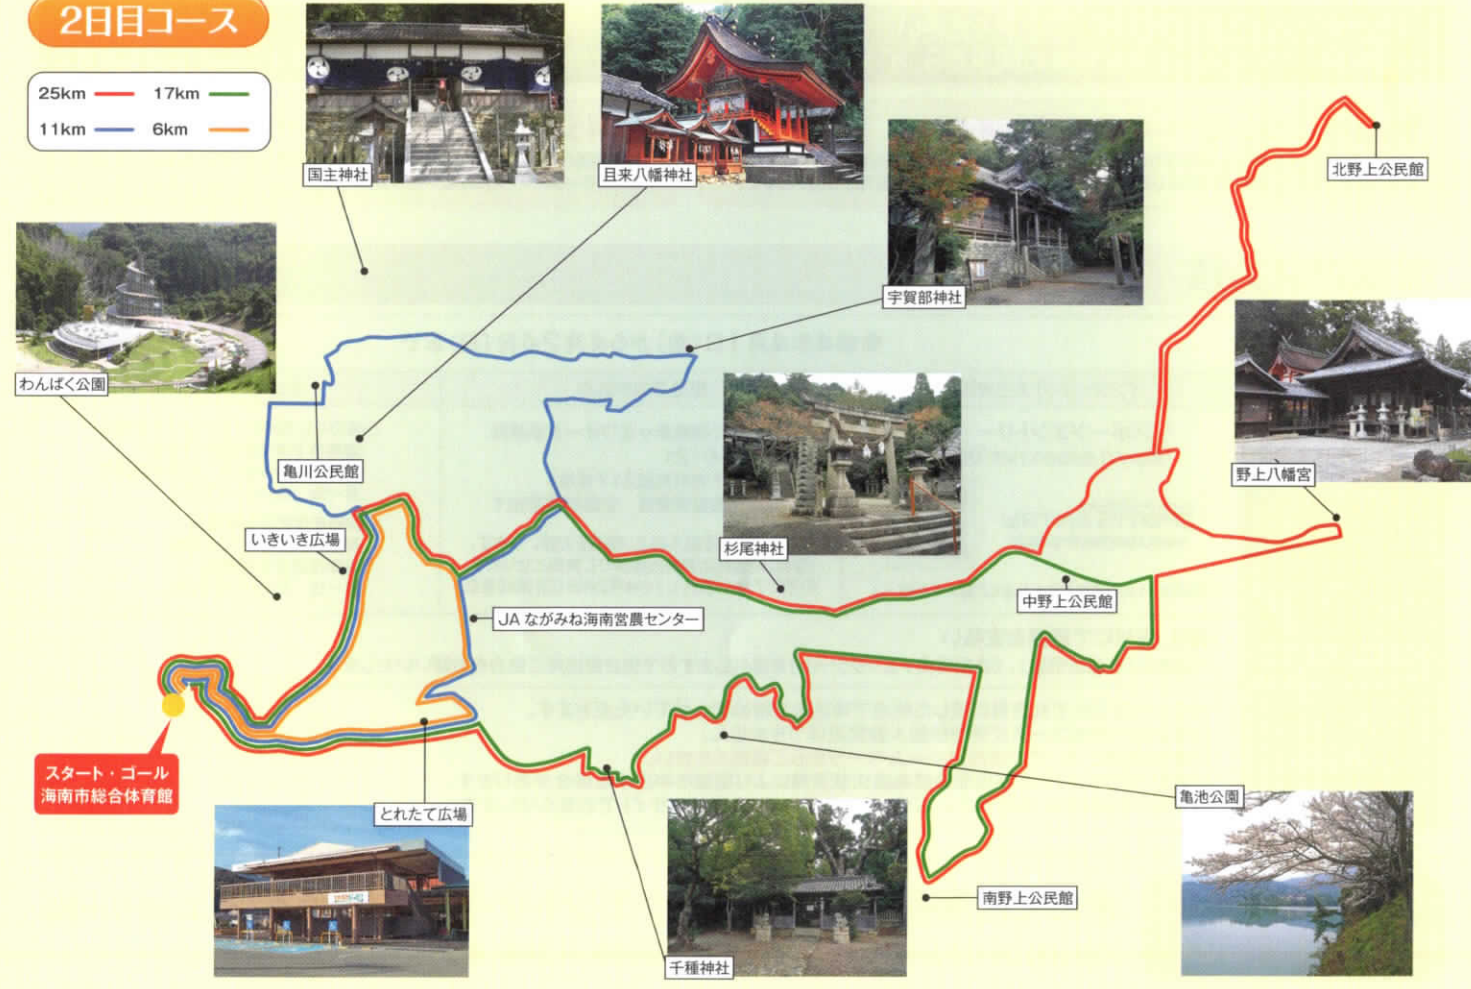 2日目コース
25km
17km
11km
6km
国主神社
且来八幡神社
北野上公民館
宇賀部神社
わんぱく公園
亀川公民館
野上八幡宮
いきいき広場
杉尾神社
中野上公民館
JA ながみね海南営農センター
スタート・ゴール
海南市総合体育館
とれたて広場
亀池公園
南野上公民館
千種神社